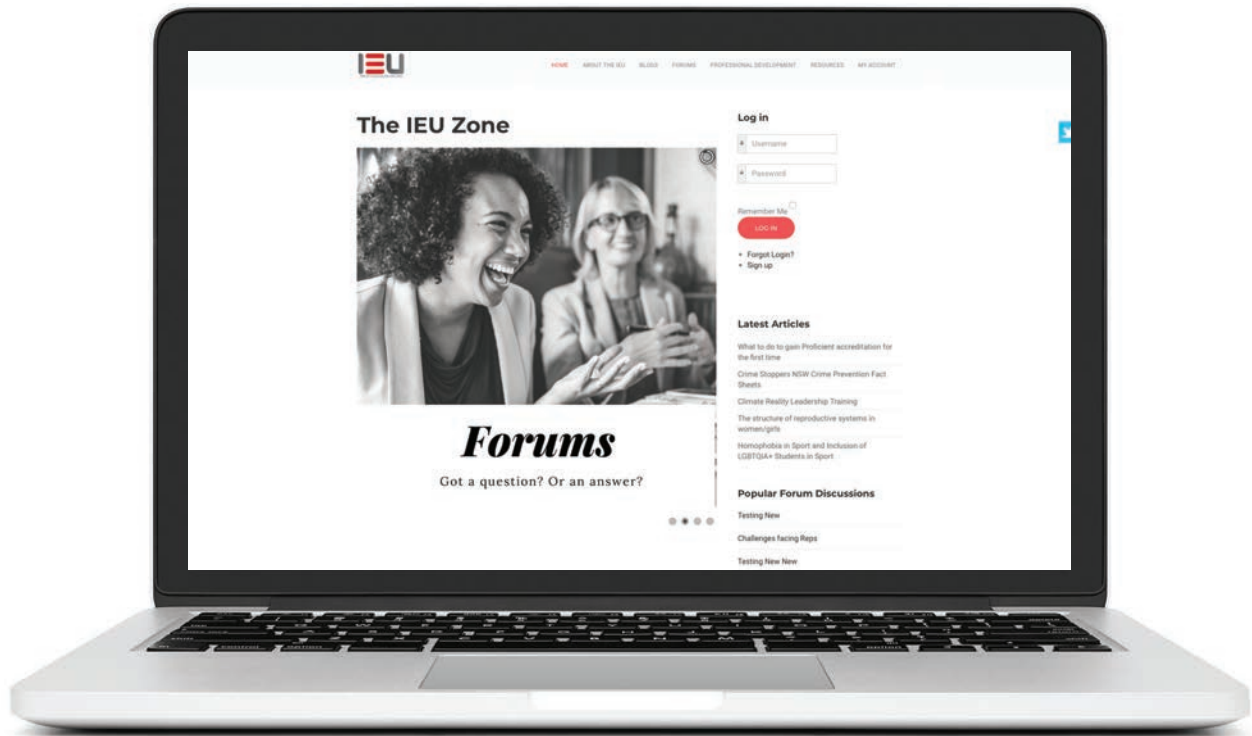 IEU
HOME ABOUT THE IEU BLOGS FORUMS PROFESSIONAL DEVELOPMENT RESOURCES MY ACCOUNT
The IEU Zone
Forums
Got a question? Or an answer?
Log in
Username
Password
Remember Me
LOG IN
Forgot Login?
Sign up
Latest Articles
What to do to gain Proficient accreditation for
the first time
Crime Stoppers NSW Crime Prevention Fact
Sheets
Climate Reality Leadership Training
The structure of reproductive systems in
women/girls
Homophobia in Sport and Inclusion of
LGBTQIA+ Students in Sport
Popular Forum Discussions
Testing New
Challenges facing Reps
Testing New New
control option
option